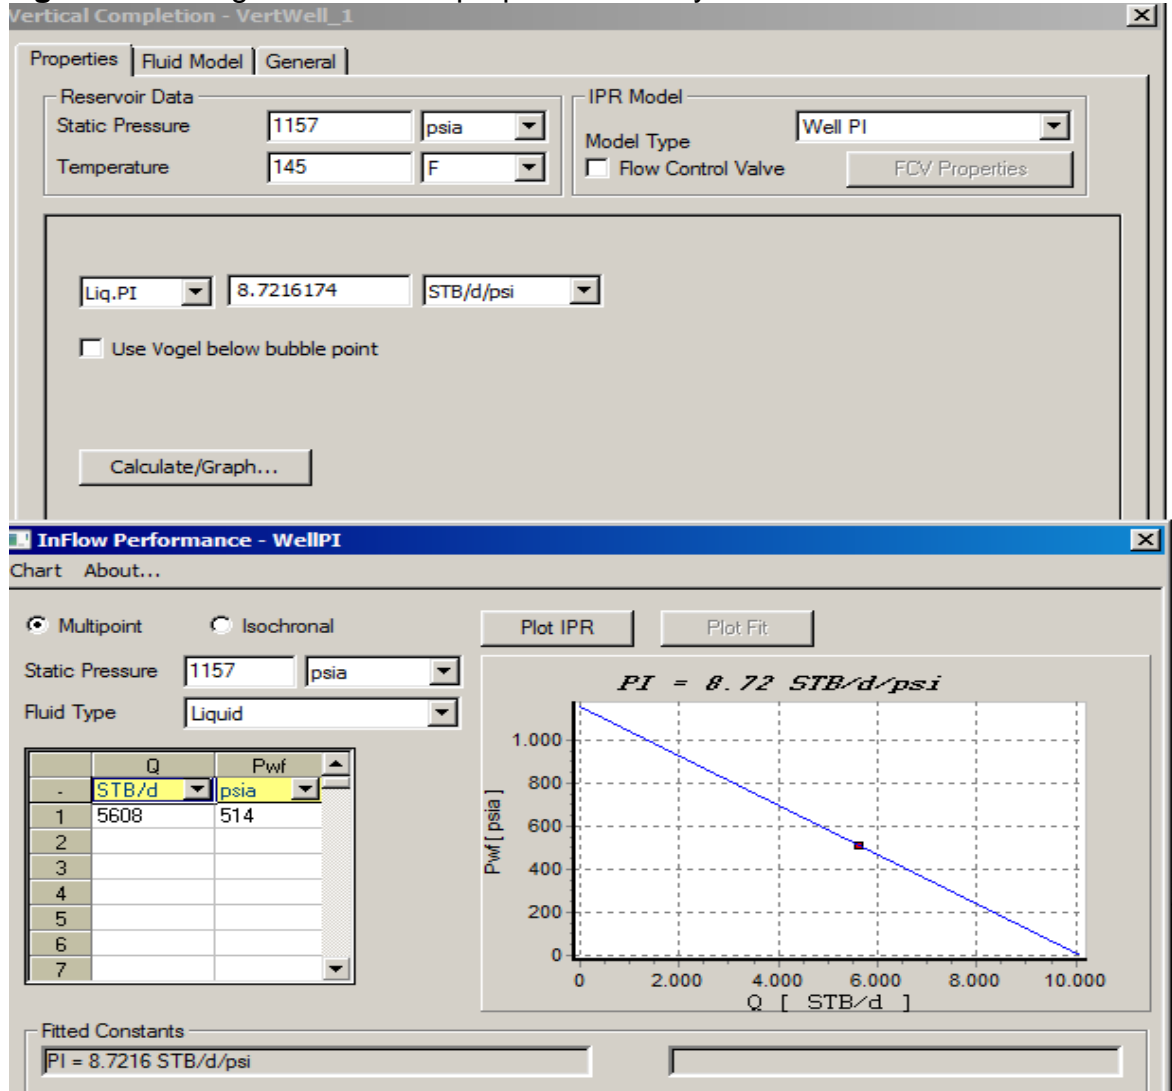 Vertical Completion - VertWell_1
Properties Fluid Model General
Reservoir Data
Static Pressure 1157 psia
Temperature 145 F
IPR Model
Model Type Well PI
Flow Control Valve FCV Properties
Liq.PI 8.7216174 STB/d/psi
Use Vogel below bubble point
Calculate/Graph...
InFlow Performance - WellPI
Chart About...
Multipoint Isochronal
Static Pressure 1157 psia
Fluid Type Liquid
Q Pwf
- STB/d psia
1 5608 514
2
3
4
5
6
7
Plot IPR Plot Fit
PI = 8.72 STB/d/psi
Pwf [ psia ]
1.000
800
600
400
200
0
0 2.000 4.000 6.000 8.000 10.000
Q [ STB/d ]
Fitted Constants
PI = 8.7216 STB/d/psi